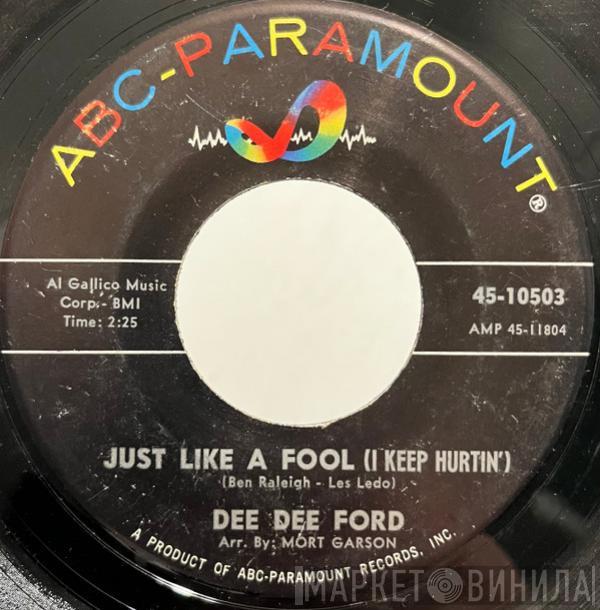 ABC-PARAMOUNT®
Al Gallico Music
Corp.- BMI
Time: 2:25
45-10503
AMP 45-11804
JUST LIKE A FOOL (I KEEP HURTIN')
(Ben Raleigh - Les Ledo)
DEE DEE FORD
Arr. By: MORT GARSON
A PRODUCT OF ABC-PARAMOUNT RECORDS, INC.
МАРКЕТ ВИНИЛА